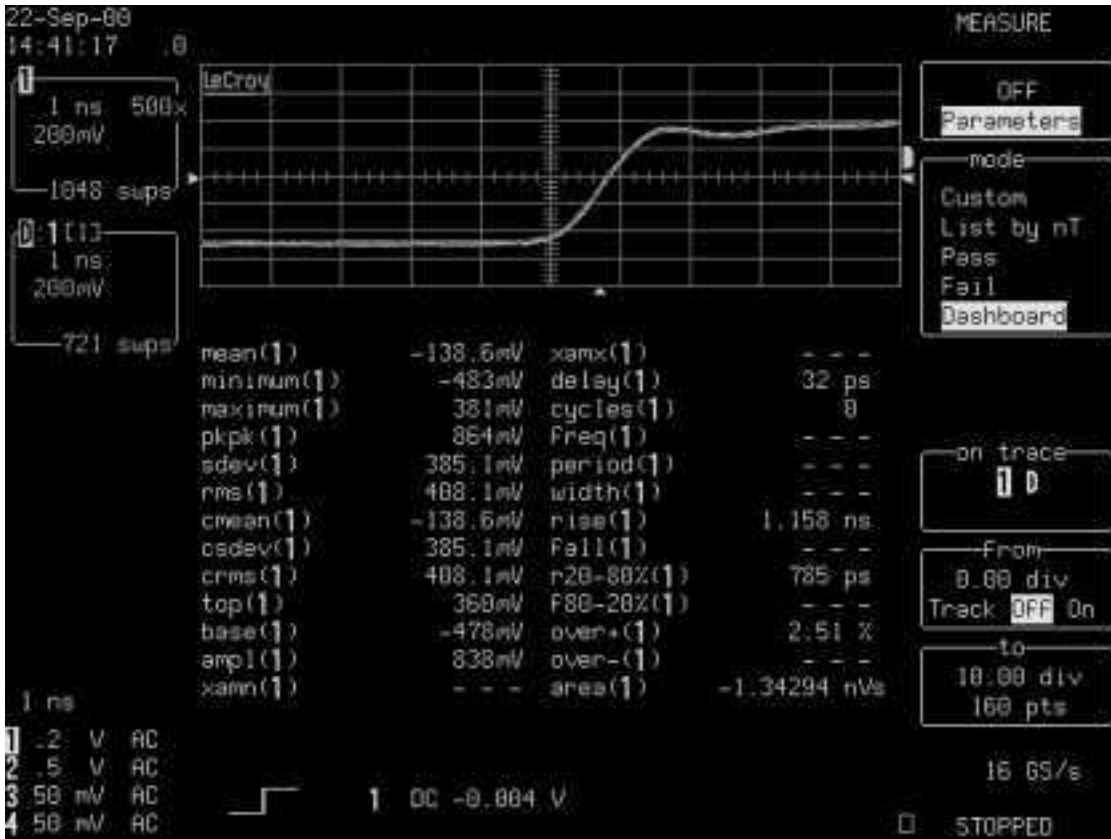 22-Sep-00
14:41:17 .0
MEASURE
1
1 ns 500x
200mV
1048 swps
D:1[1]
1 ns
200mV
721 swps
LeCroy
OFF
Parameters
mode
Custom
List by nT
Pass
Fail
Dashboard
mean(1) -138.6mV xamx(1) - - -
minimum(1) -483mV delay(1) 32 ps
maximum(1) 381mV cycles(1) 0
pkpk(1) 864mV freq(1) - - -
sdev(1) 385.1mV period(1) - - -
rms(1) 408.1mV width(1) - - -
cmean(1) -138.6mV rise(1) 1.158 ns
csdev(1) 385.1mV fall(1) - - -
crms(1) 408.1mV r20-80%(1) 785 ps
top(1) 360mV f80-20%(1) - - -
base(1) -478mV over+(1) 2.51 %
ampl(1) 838mV over-(1) - - -
xamn(1) - - - area(1) -1.34294 nVs
on trace
1 D
From
0.00 div
Track OFF On
to
10.00 div
160 pts
1 ns
1 .2 V AC
2 .5 V AC
3 50 mV AC
4 50 mV AC
1 DC -0.004 V
16 GS/s
STOPPED